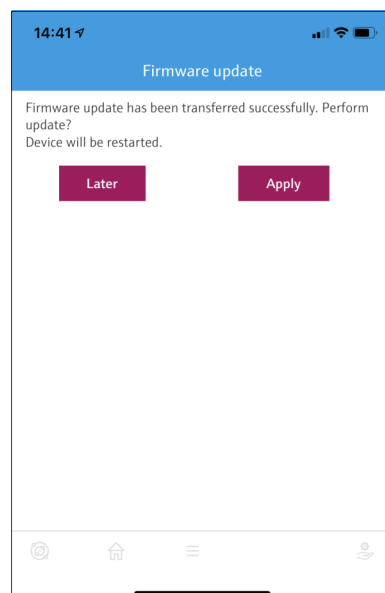 14:41
Firmware update
Firmware update has been transferred successfully. Perform
update?
Device will be restarted.
Later
Apply